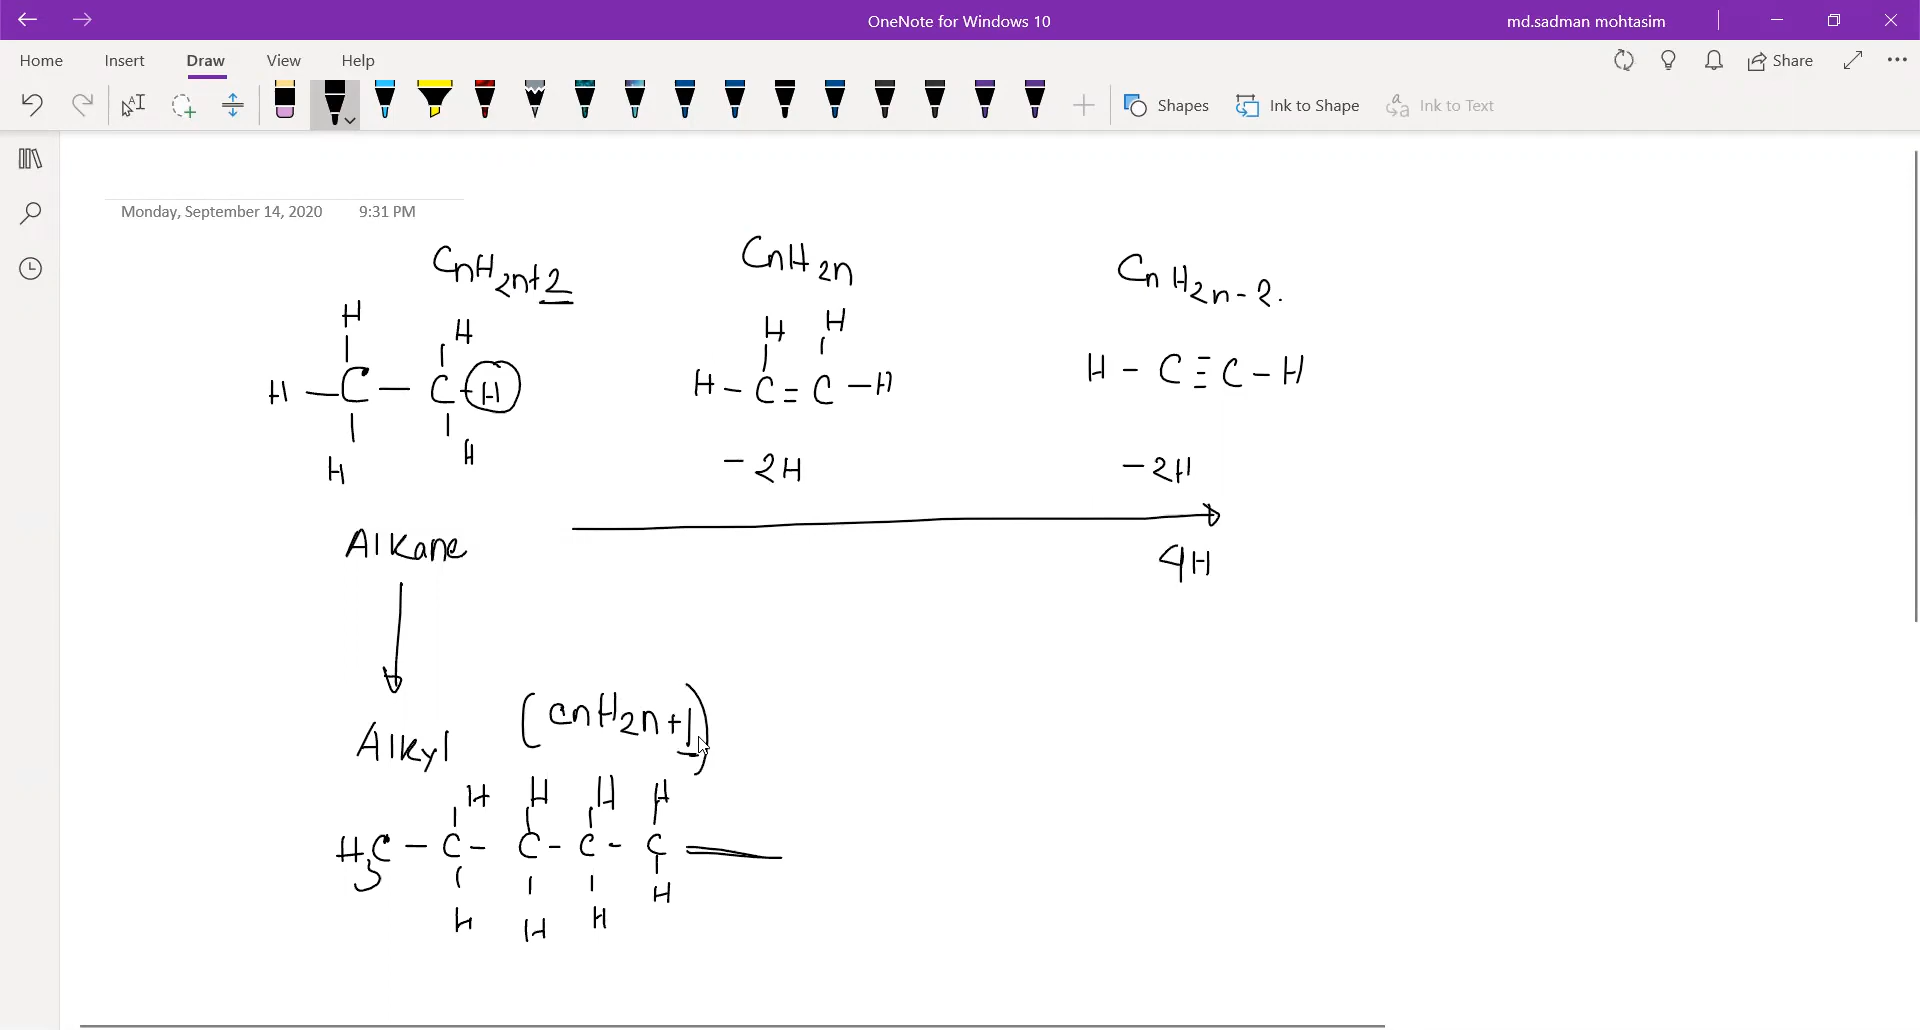 OneNote for Windows 10
md.sadman mohtasim
Home Insert Draw View Help
Share
Shapes Ink to Shape Ink to Text
Monday, September 14, 2020 9:31 PM
CnH2n+2 CnH2n CnH2n-2.
H H H H
H - C - C - H H - C = C - H H - C ≡ C - H
H H
- 2H - 2H
Alkane 4H
Alkyl (CnH2n+1)
H H H H
H3C - C - C - C - C
H H H H